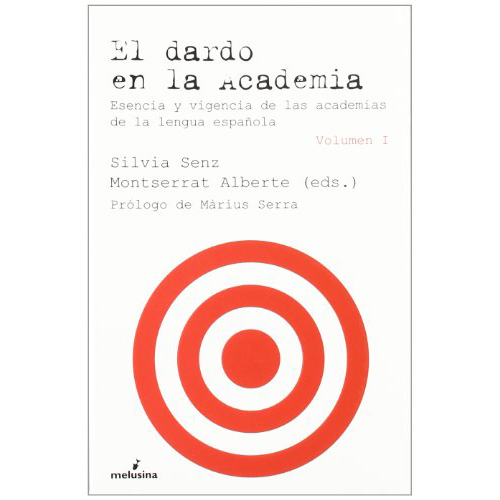 El dardo
en la Academia
Esencia y vigencia de las academias
de la lengua española
Volumen I
Silvia Senz
Montserrat Alberte (eds.)
Prólogo de Màrius Serra
melusina